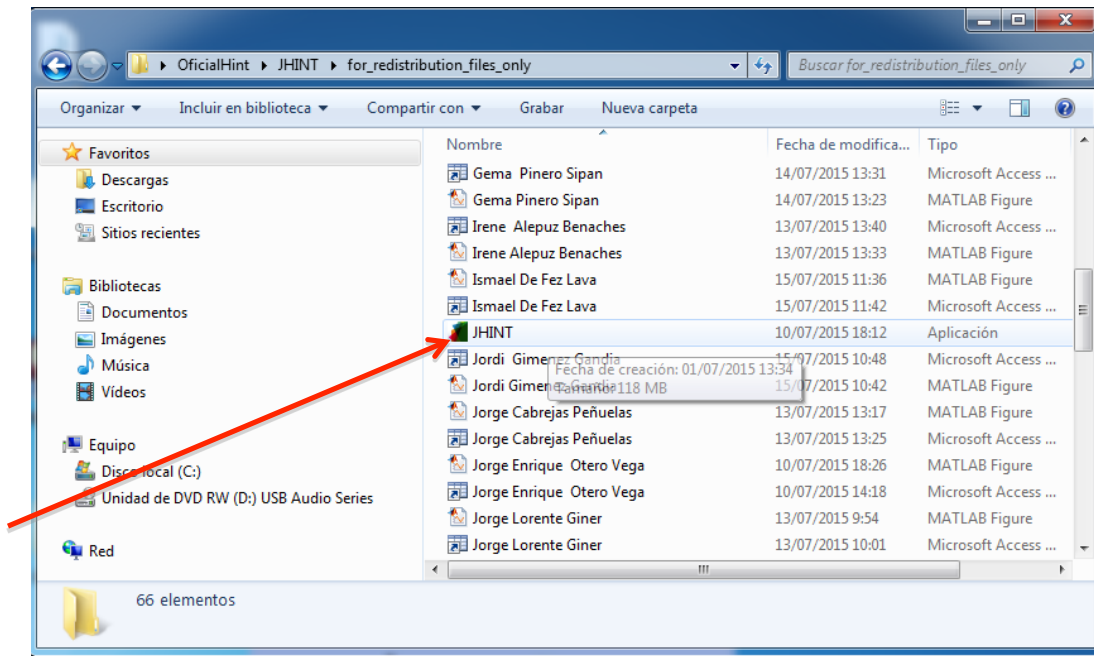 OficialHint ▸ JHINT ▸ for_redistribution_files_only
Buscar for_redistribution_files_only
Organizar Incluir en biblioteca Compartir con Grabar Nueva carpeta
Favoritos
Descargas
Escritorio
Sitios recientes
Bibliotecas
Documentos
Imágenes
Música
Vídeos
Equipo
Disco local (C:)
Unidad de DVD RW (D:) USB Audio Series
Red
Nombre Fecha de modifica... Tipo
Gema  Pinero Sipan 14/07/2015 13:31 Microsoft Access ...
Gema Pinero Sipan 14/07/2015 13:23 MATLAB Figure
Irene  Alepuz Benaches 13/07/2015 13:40 Microsoft Access ...
Irene Alepuz Benaches 13/07/2015 13:33 MATLAB Figure
Ismael De Fez Lava 15/07/2015 11:36 MATLAB Figure
Ismael De Fez Lava 15/07/2015 11:42 Microsoft Access ...
JHINT 10/07/2015 18:12 Aplicación
Jordi  Gimenez Gandia 15/07/2015 10:48 Microsoft Access ...
Fecha de creación: 01/07/2015 13:34
Tamaño: 118 MB
Jordi Gimenez Gandia 15/07/2015 10:42 MATLAB Figure
Jorge Cabrejas Peñuelas 13/07/2015 13:17 MATLAB Figure
Jorge Cabrejas Peñuelas 13/07/2015 13:25 Microsoft Access ...
Jorge Enrique  Otero Vega 10/07/2015 18:26 MATLAB Figure
Jorge Enrique  Otero Vega 10/07/2015 14:18 Microsoft Access ...
Jorge Lorente Giner 13/07/2015 9:54 MATLAB Figure
Jorge Lorente Giner 13/07/2015 10:01 Microsoft Access ...
66 elementos